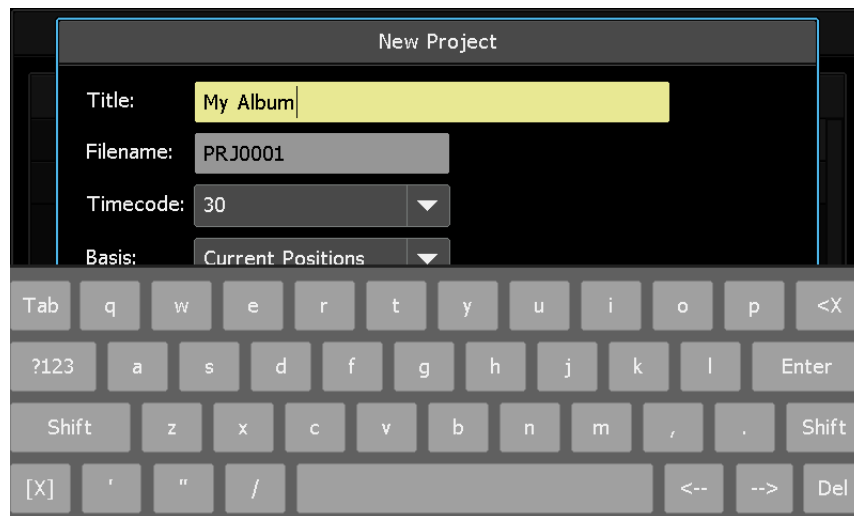 New Project
Title: My Album
Filename: PRJ0001
Timecode: 30
Basis: Current Positions
Tab q w e r t y u i o p <X
?123 a s d f g h j k l Enter
Shift z x c v b n m , . Shift
[X] ' " / <-- --> Del